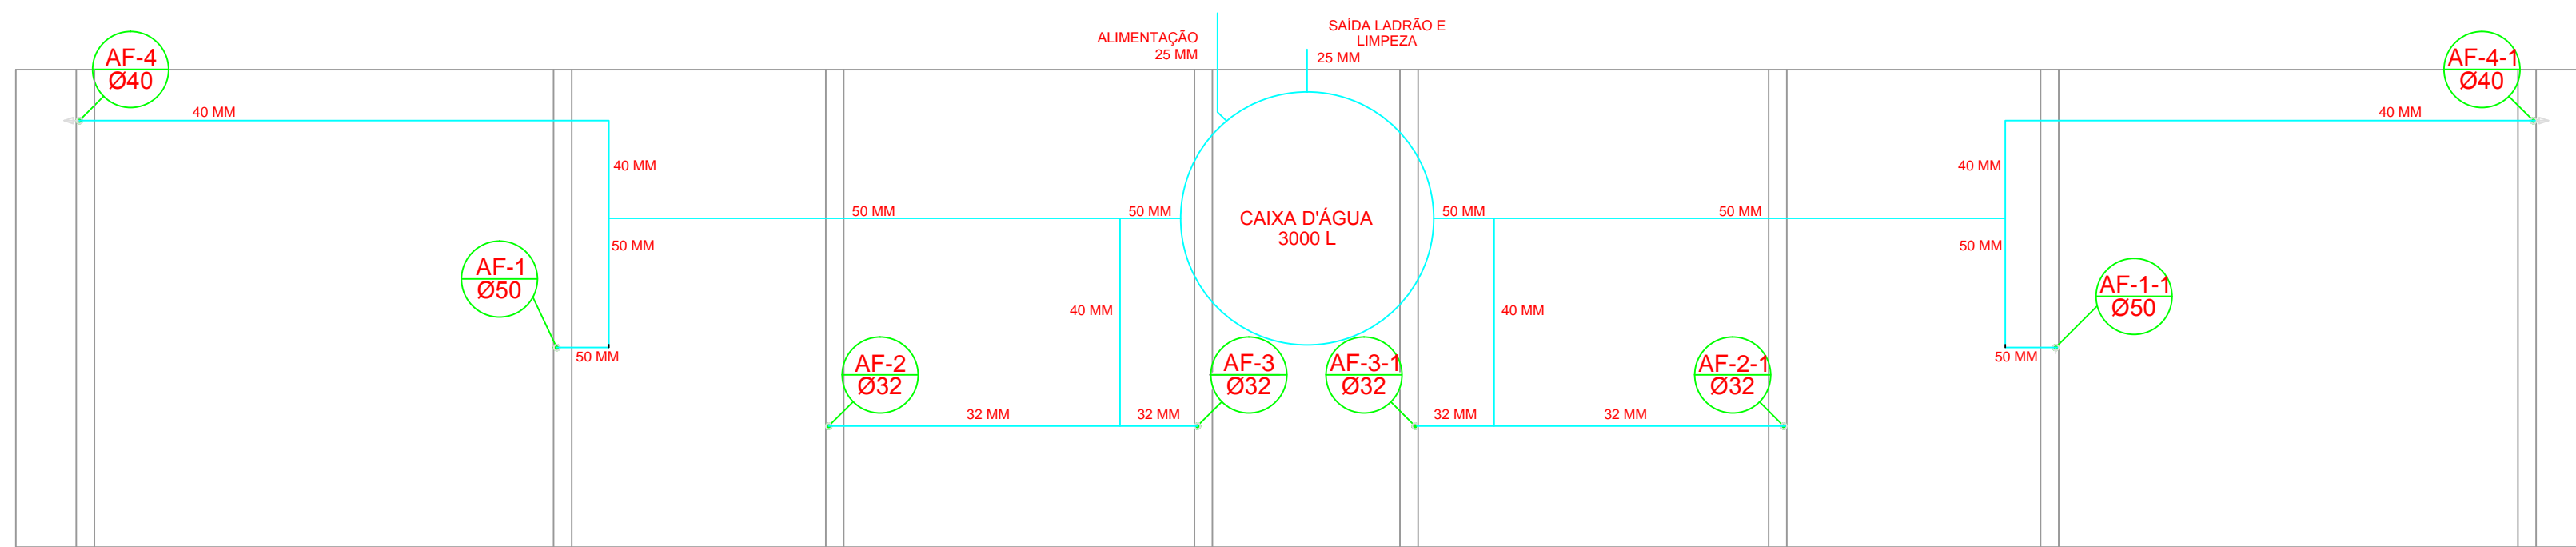 SAÍDA LADRÃO E
LIMPEZA
25 MM
ALIMENTAÇÃO
25 MM
AF-4
Ø40
AF-4-1
Ø40
40 MM
40 MM
40 MM
40 MM
50 MM
50 MM
50 MM
50 MM
CAIXA D'ÁGUA
3000 L
50 MM
50 MM
AF-1
Ø50
AF-1-1
Ø50
40 MM
40 MM
50 MM
50 MM
AF-2
Ø32
AF-3
Ø32
AF-3-1
Ø32
AF-2-1
Ø32
32 MM
32 MM
32 MM
32 MM